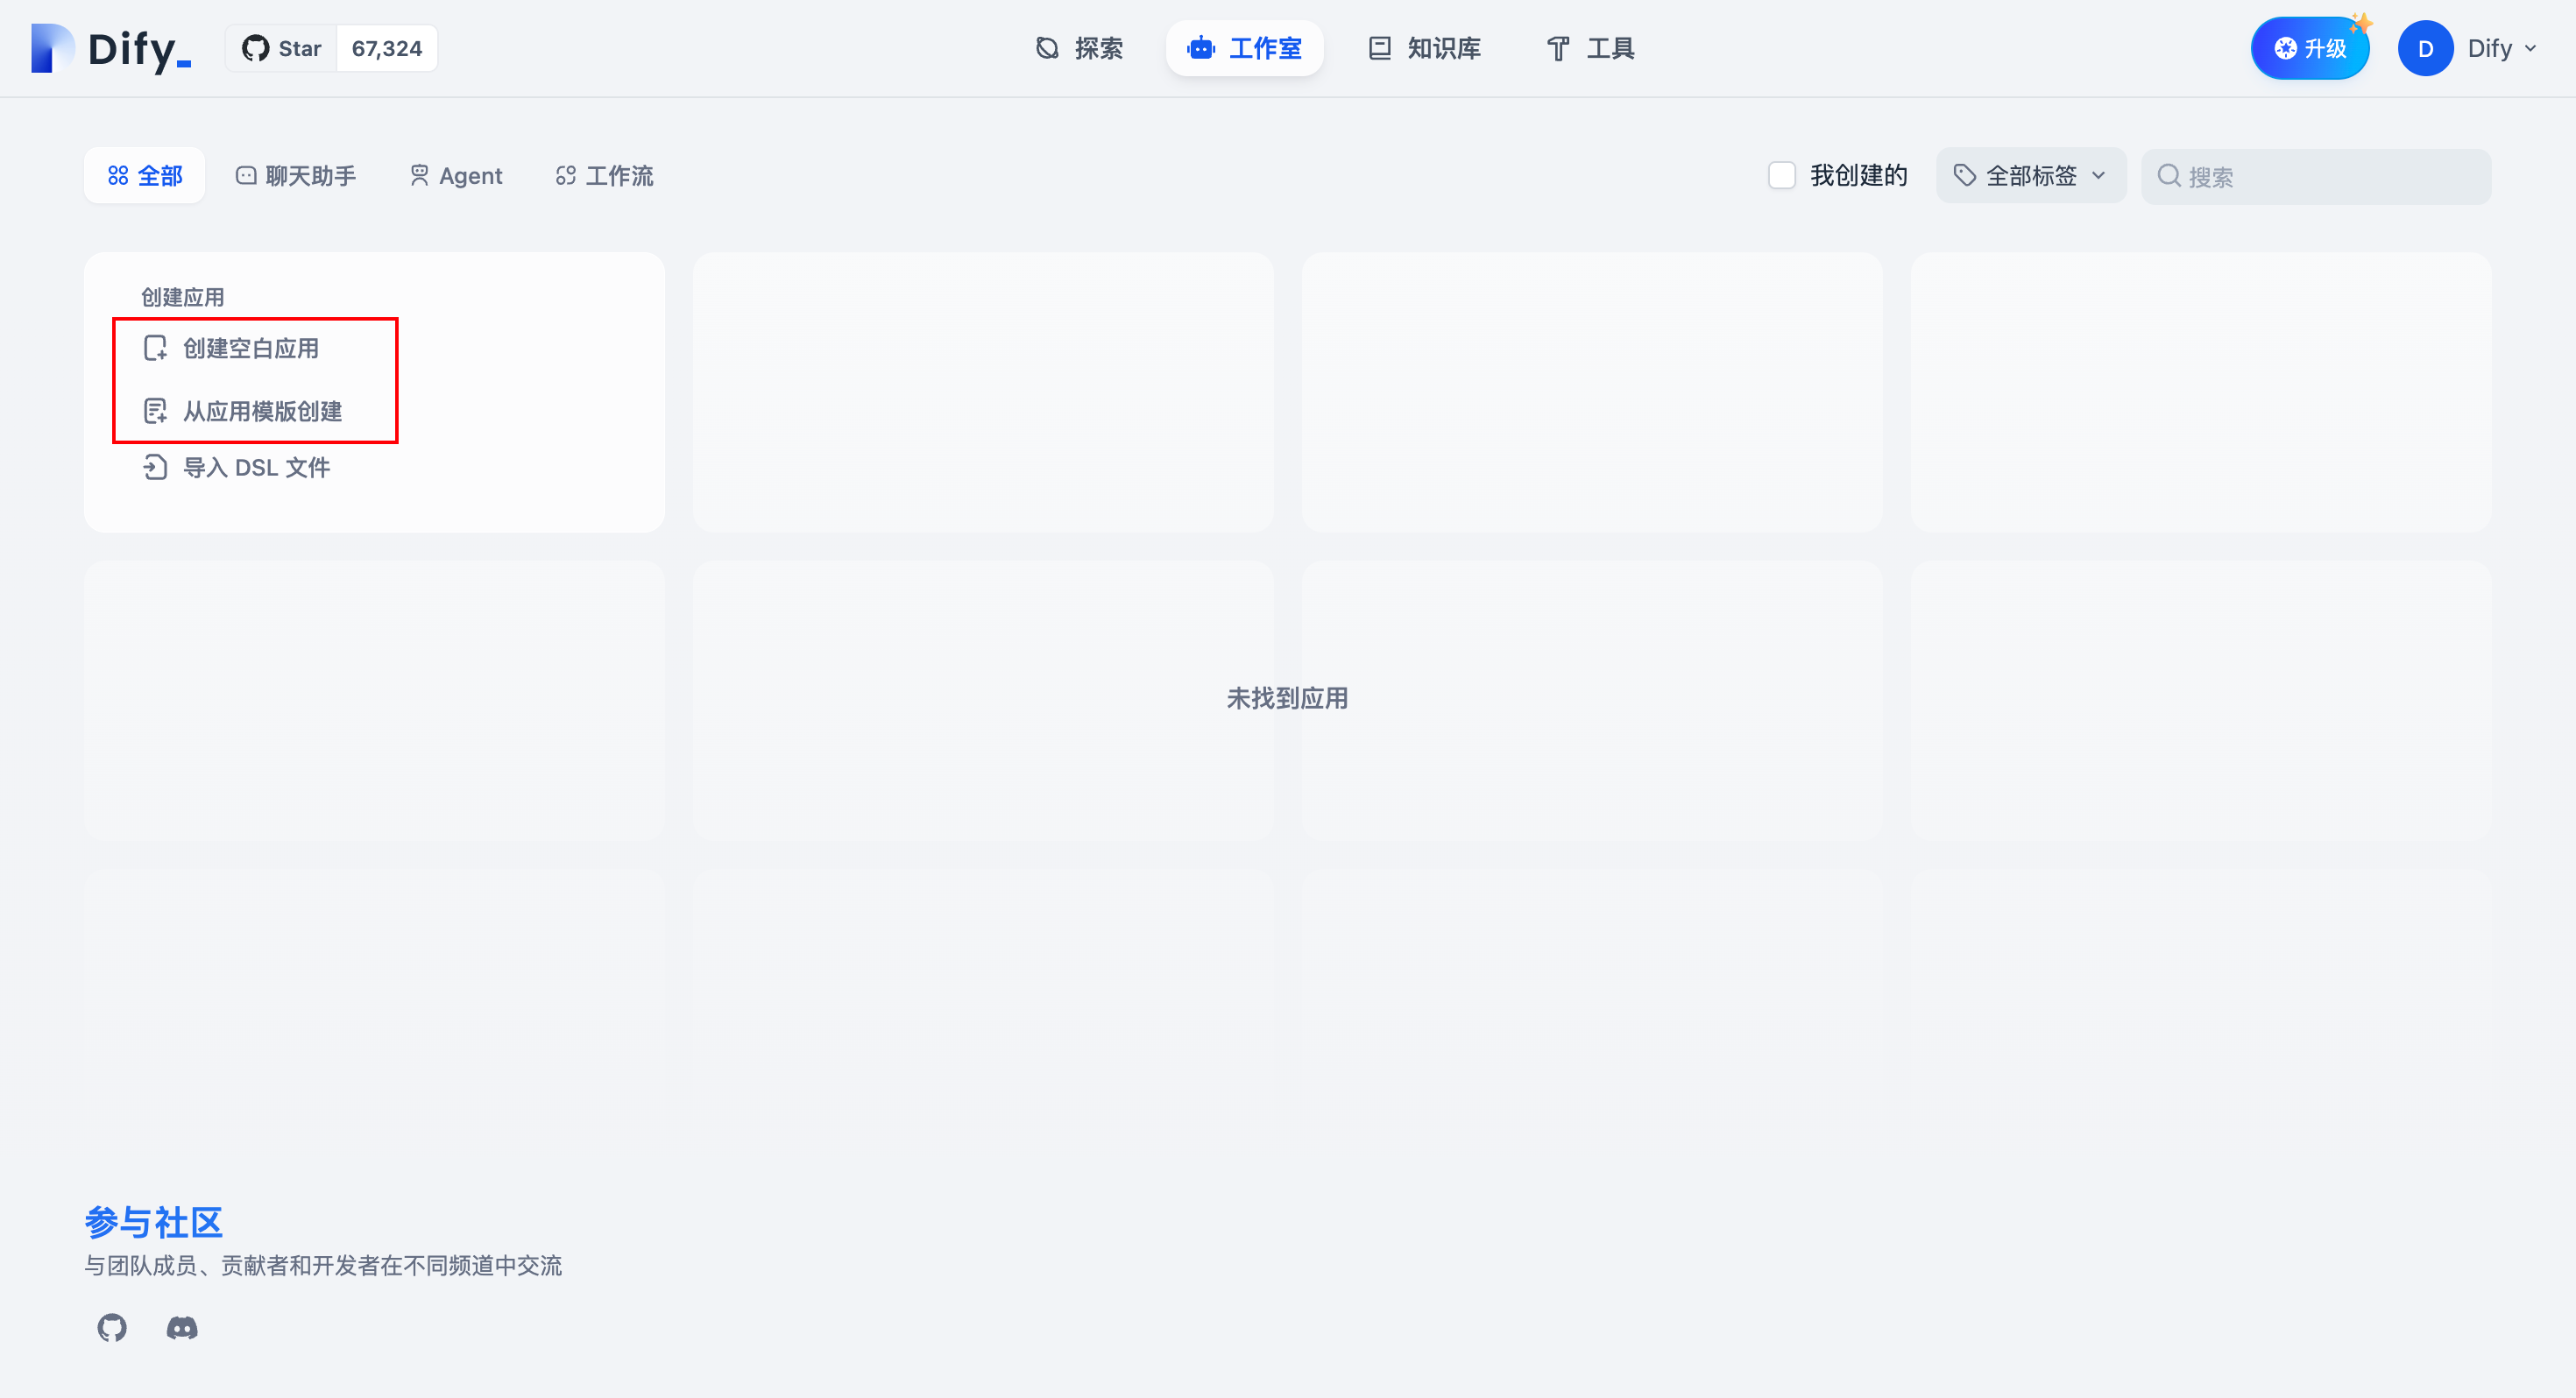 Dify_ Star 67,324 探索 工作室 知识库 工具 升级 D Dify
全部 聊天助手 Agent 工作流 我创建的 全部标签 搜索
创建应用
创建空白应用
从应用模版创建
导入 DSL 文件
未找到应用
参与社区
与团队成员、贡献者和开发者在不同频道中交流